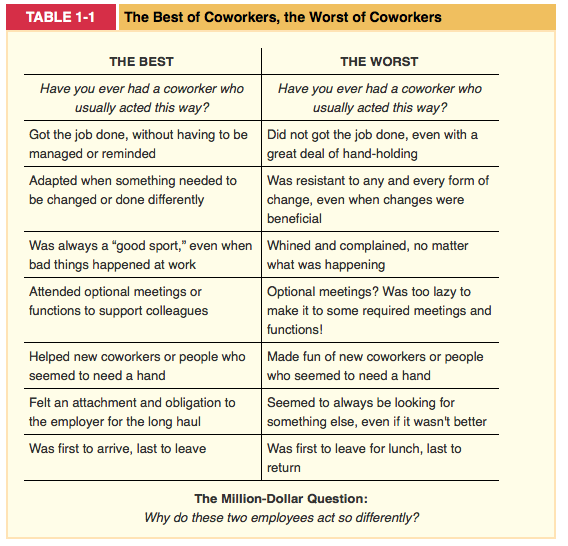 TABLE 1-1 The Best of Coworkers, the Worst of Coworkers
THE BEST
THE WORST
Have you ever had a coworker who
usually acted this way?
Have you ever had a coworker who
usually acted this way?
Got the job done, without having to be
managed or reminded
Did not got the job done, even with a
great deal of hand-holding
Adapted when something needed to
be changed or done differently
Was resistant to any and every form of
change, even when changes were
beneficial
Was always a “good sport,” even when
bad things happened at work
Whined and complained, no matter
what was happening
Attended optional meetings or
functions to support colleagues
Optional meetings? Was too lazy to
make it to some required meetings and
functions!
Helped new coworkers or people who
seemed to need a hand
Made fun of new coworkers or people
who seemed to need a hand
Felt an attachment and obligation to
the employer for the long haul
Seemed to always be looking for
something else, even if it wasn't better
Was first to arrive, last to leave
Was first to leave for lunch, last to
return
The Million-Dollar Question:
Why do these two employees act so differently?